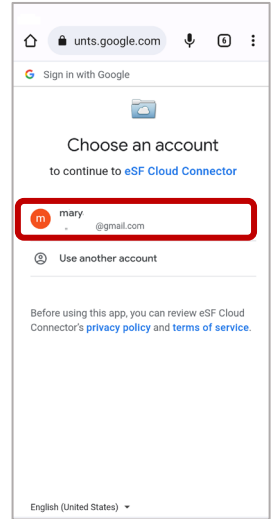 unts.google.com 6
G Sign in with Google
Choose an account
to continue to eSF Cloud Connector
m mary
@gmail.com
Use another account
Before using this app, you can review eSF Cloud
Connector's privacy policy and terms of service.
English (United States)